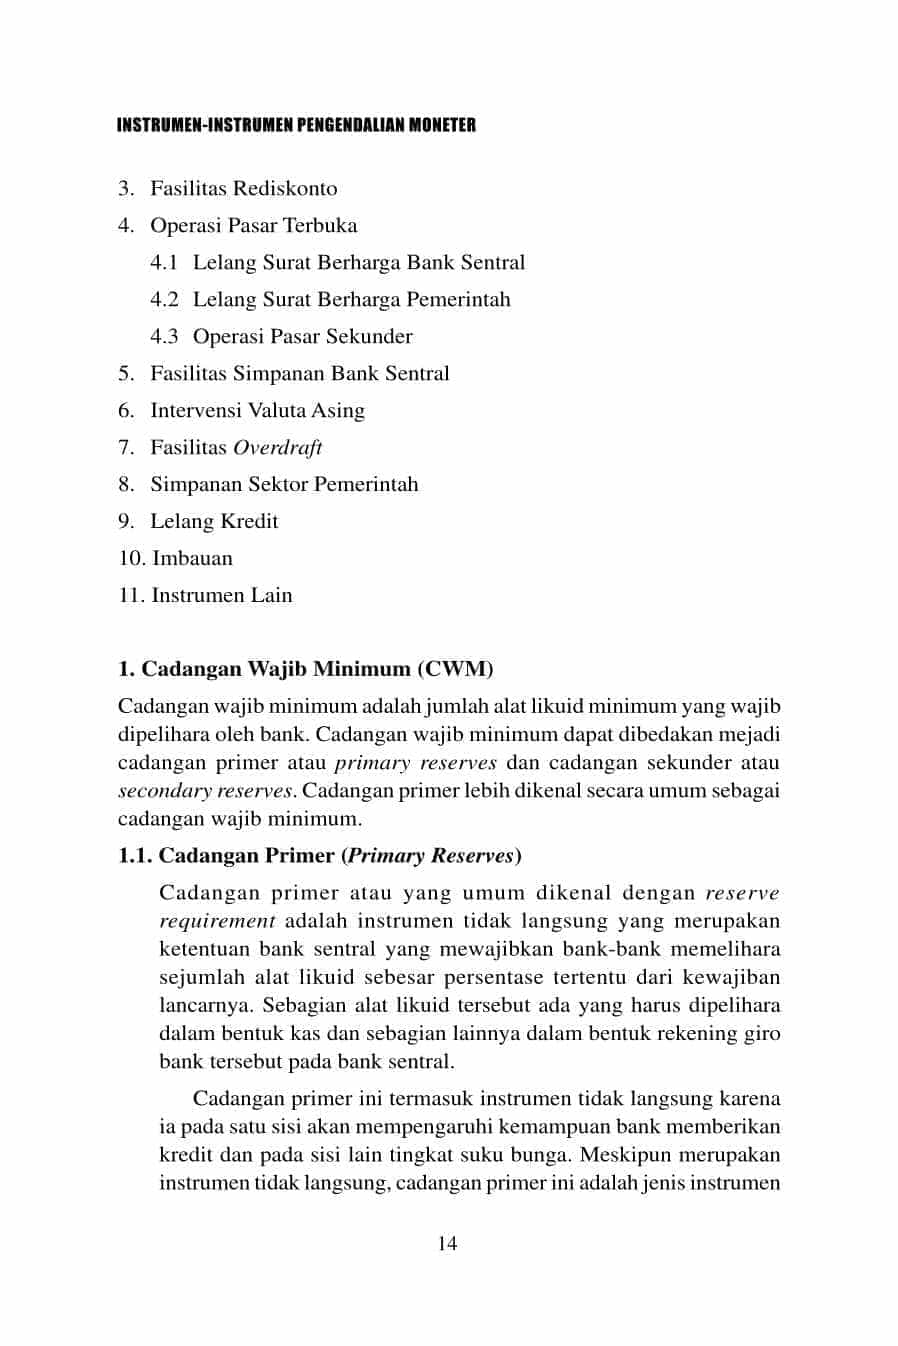 INSTRUMEN-INSTRUMEN PENGENDALIAN MONETER
3. Fasilitas Rediskonto
4. Operasi Pasar Terbuka
4.1 Lelang Surat Berharga Bank Sentral
4.2 Lelang Surat Berharga Pemerintah
4.3 Operasi Pasar Sekunder
5. Fasilitas Simpanan Bank Sentral
6. Intervensi Valuta Asing
7. Fasilitas Overdraft
8. Simpanan Sektor Pemerintah
9. Lelang Kredit
10. Imbauan
11. Instrumen Lain
1. Cadangan Wajib Minimum (CWM)
Cadangan wajib minimum adalah jumlah alat likuid minimum yang wajib
dipelihara oleh bank. Cadangan wajib minimum dapat dibedakan mejadi
cadangan primer atau primary reserves dan cadangan sekunder atau
secondary reserves. Cadangan primer lebih dikenal secara umum sebagai
cadangan wajib minimum.
1.1. Cadangan Primer (Primary Reserves)
Cadangan primer atau yang umum dikenal dengan reserve
requirement adalah instrumen tidak langsung yang merupakan
ketentuan bank sentral yang mewajibkan bank-bank memelihara
sejumlah alat likuid sebesar persentase tertentu dari kewajiban
lancarnya. Sebagian alat likuid tersebut ada yang harus dipelihara
dalam bentuk kas dan sebagian lainnya dalam bentuk rekening giro
bank tersebut pada bank sentral.
Cadangan primer ini termasuk instrumen tidak langsung karena
ia pada satu sisi akan mempengaruhi kemampuan bank memberikan
kredit dan pada sisi lain tingkat suku bunga. Meskipun merupakan
instrumen tidak langsung, cadangan primer ini adalah jenis instrumen
14